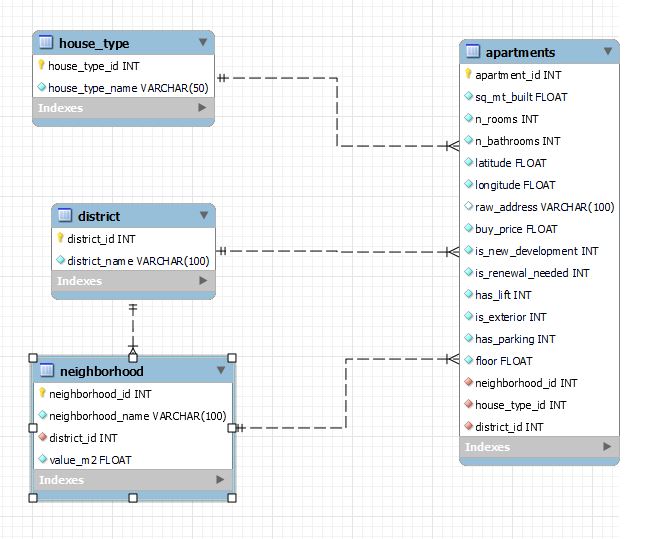 house_type
house_type_id INT
house_type_name VARCHAR(50)
Indexes
district
district_id INT
district_name VARCHAR(100)
Indexes
neighborhood
neighborhood_id INT
neighborhood_name VARCHAR(100)
district_id INT
value_m2 FLOAT
Indexes
apartments
apartment_id INT
sq_mt_built FLOAT
n_rooms INT
n_bathrooms INT
latitude FLOAT
longitude FLOAT
raw_address VARCHAR(100)
buy_price FLOAT
is_new_development INT
is_renewal_needed INT
has_lift INT
is_exterior INT
has_parking INT
floor FLOAT
neighborhood_id INT
house_type_id INT
district_id INT
Indexes